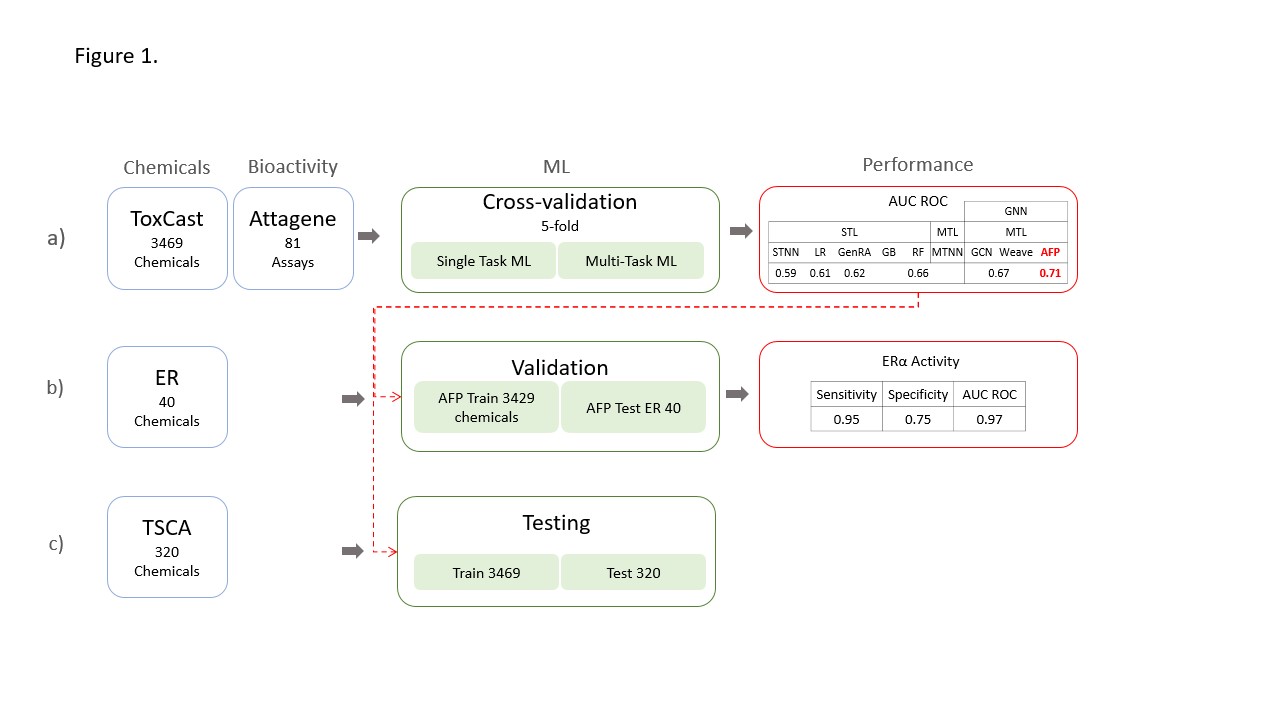 Figure 1.
Chemicals
Bioactivity
ML
Performance
a)
ToxCast
3469
Chemicals
Attagene
81
Assays
Cross-validation
5-fold
Single Task ML
Multi-Task ML
AUC ROC
GNN
STL
MTL
MTL
STNN LR GenRA GB RF MTNN GCN Weave AFP
0.59 0.61 0.62 0.66 0.67 0.71
b)
ER
40
Chemicals
Validation
AFP Train 3429
chemicals
AFP Test ER 40
ERα Activity
Sensitivity Specificity AUC ROC
0.95 0.75 0.97
c)
TSCA
320
Chemicals
Testing
Train 3469
Test 320